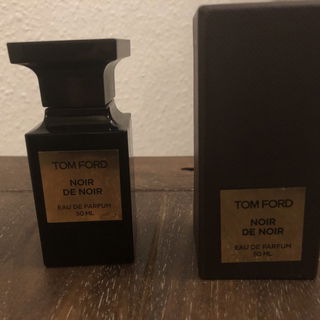 TOM FORD
NOIR
DE NOIR
EAU DE PARFUM
50 ML
TOM FORD
NOIR
DE NOIR
EAU DE PARFUM
50 ML